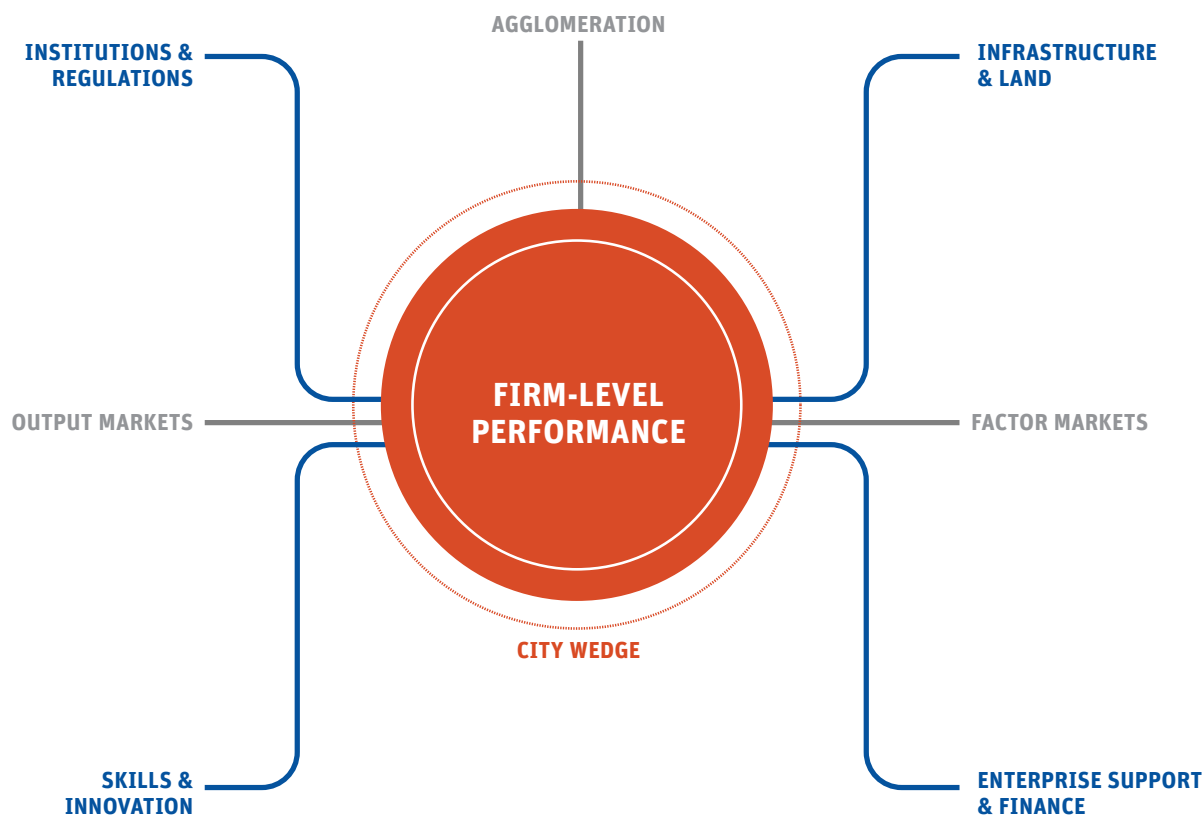 AGGLOMERATION
INSTITUTIONS &
REGULATIONS
INFRASTRUCTURE
& LAND
FIRM-LEVEL
PERFORMANCE
OUTPUT MARKETS
FACTOR MARKETS
CITY WEDGE
SKILLS &
INNOVATION
ENTERPRISE SUPPORT
& FINANCE